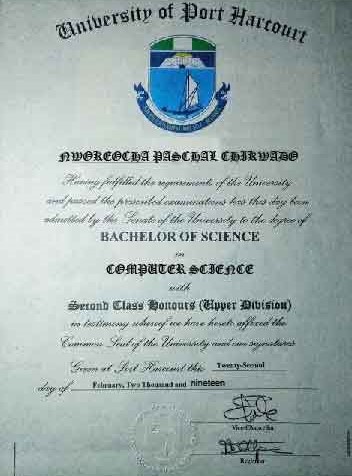 University of Port Harcourt
NWOKEOCHA PASCHAL CHIKWADO
Having fulfilled the requirements of the University
and passed the prescribed examinations has this day been
admitted by the Senate of the University to the degree of
BACHELOR OF SCIENCE
in
COMPUTER SCIENCE
with
Second Class Honours (Upper Division)
in testimony whereof we have hereto affixed the
Common Seal of the University and our signatures
Given at Port Harcourt this Twenty-Second
day of February, Two Thousand and nineteen
Vice-Chancellor
Registrar